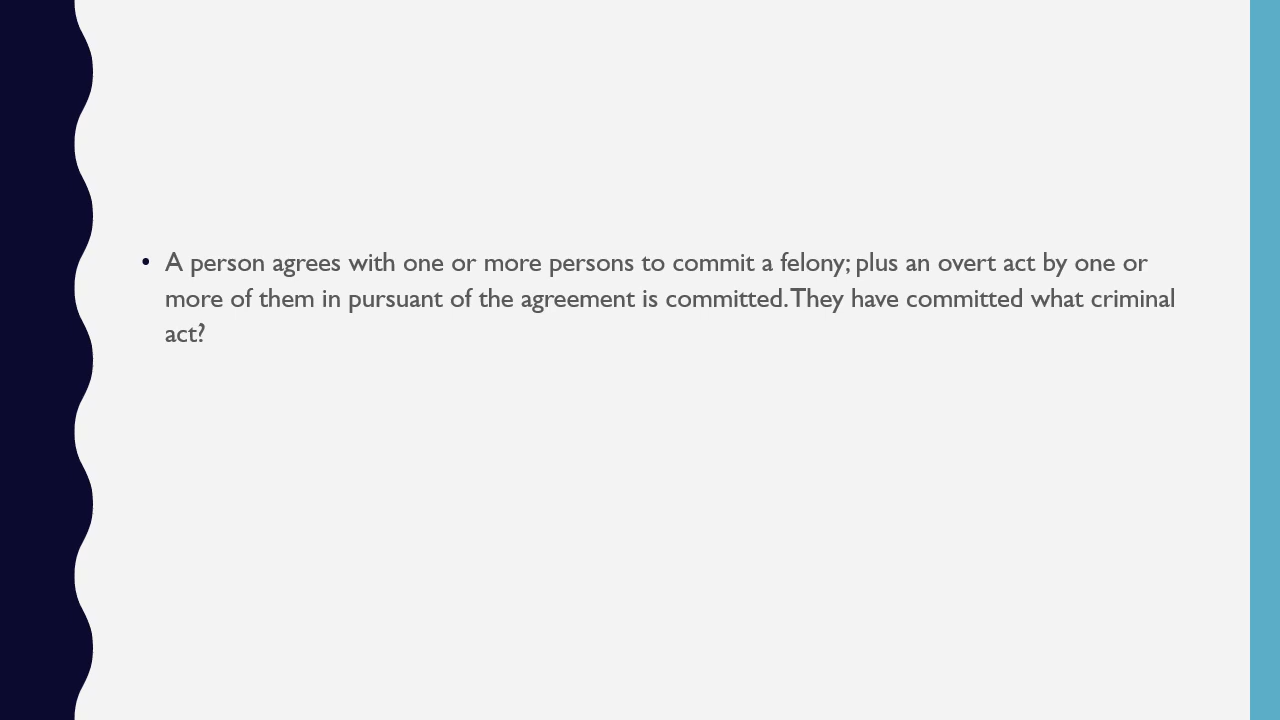 • A person agrees with one or more persons to commit a felony; plus an overt act by one or
more of them in pursuant of the agreement is committed. They have committed what criminal
act?